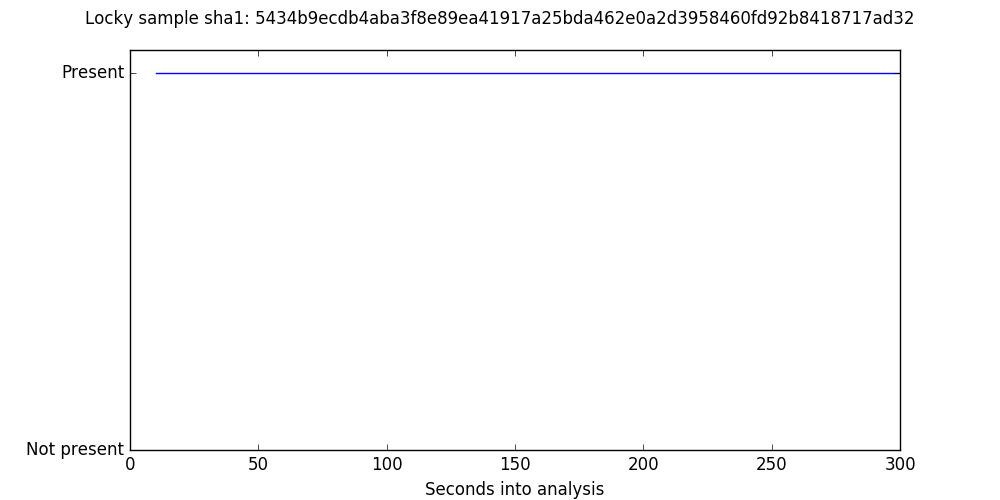 Locky sample sha1: 5434b9ecdb4aba3f8e89ea41917a25bda462e0a2d3958460fd92b8418717ad32
Present
Not present
0 50 100 150 200 250 300
Seconds into analysis